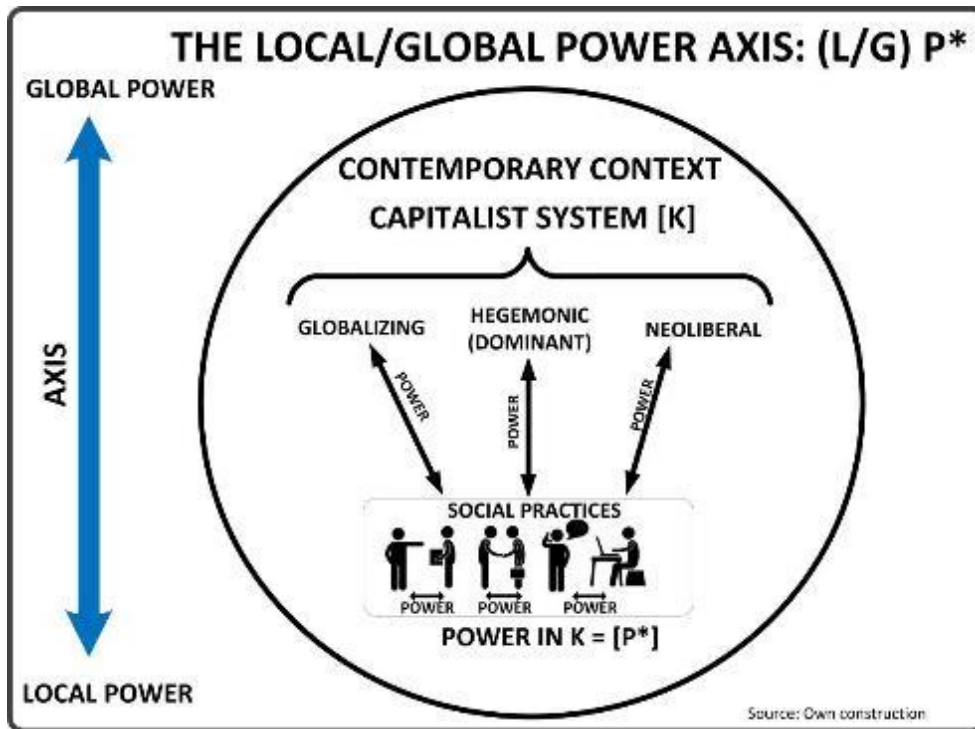 THE LOCAL/GLOBAL POWER AXIS: (L/G) P*
GLOBAL POWER
AXIS
LOCAL POWER
CONTEMPORARY CONTEXT
CAPITALIST SYSTEM [K]
GLOBALIZING
HEGEMONIC
(DOMINANT)
NEOLIBERAL
POWER
POWER
POWER
SOCIAL PRACTICES
POWER
POWER
POWER
POWER IN K = [P*]
Source: Own construction